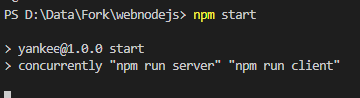 PS D:\Data\Fork\webnodejs> npm start
> yankee@1.0.0 start
> concurrently "npm run server" "npm run client"